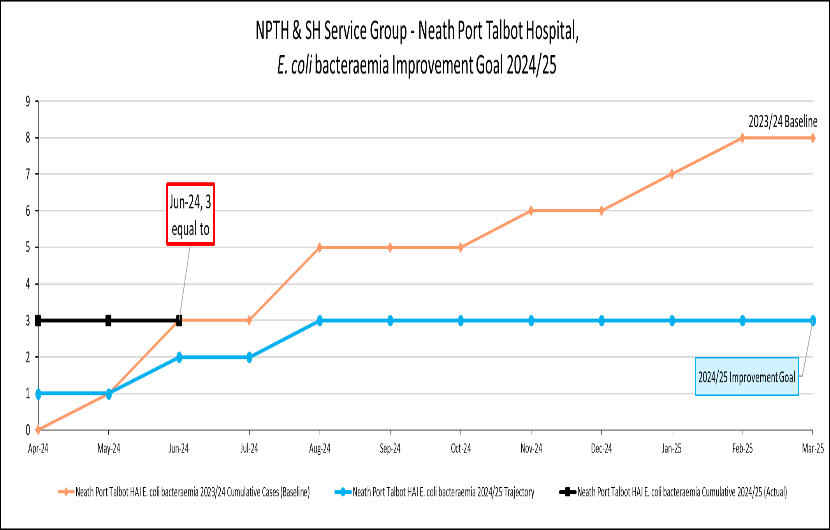 NPTH & SH Service Group - Neath Port Talbot Hospital,
E. coli bacteraemia Improvement Goal 2024/25
9
2023/24 Baseline
8
7
Jun-24, 3
equal to
6
5
4
3
2
2024/25 Improvement Goal
1
0
Apr-24 May-24 Jun-24 Jul-24 Aug-24 Sep-24 Oct-24 Nov-24 Dec-24 Jan-25 Feb-25 Mar-25
Neath Port Talbot HAI E. coli bacteraemia 2023/24 Cumulative Cases (Baseline) Neath Port Talbot HAI E. coli bacteraemia 2024/25 Trajectory Neath Port Talbot HAI E. coli bacteraemia Cumulative 2024/25 (Actual)